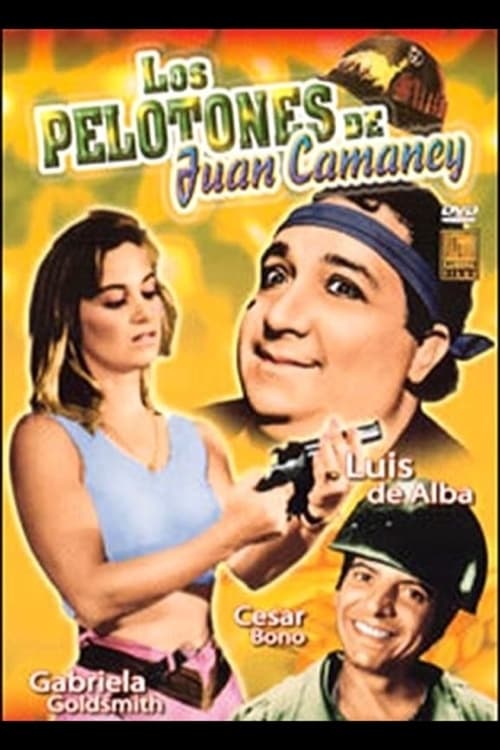 Los
PELOTONES DE
Juan Camaney
DVD
Luis
de Alba
Cesar
Bono
Gabriela
Goldsmith